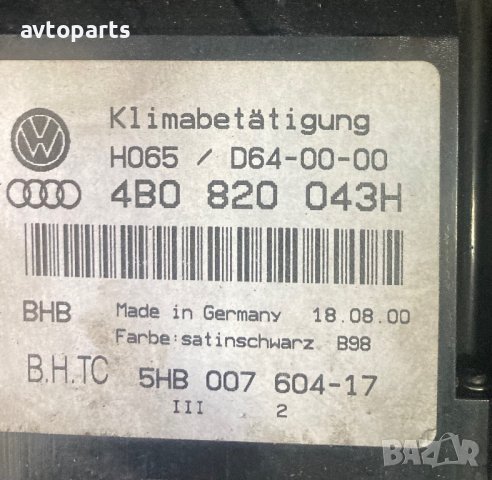 avtoparts
Klimabetätigung
H065 / D64-00-00
4B0 820 043H
BHB Made in Germany 18.08.00
Farbe:satinschwarz B98
B.H.TC 5HB 007 604-17
III 2
BAZAR